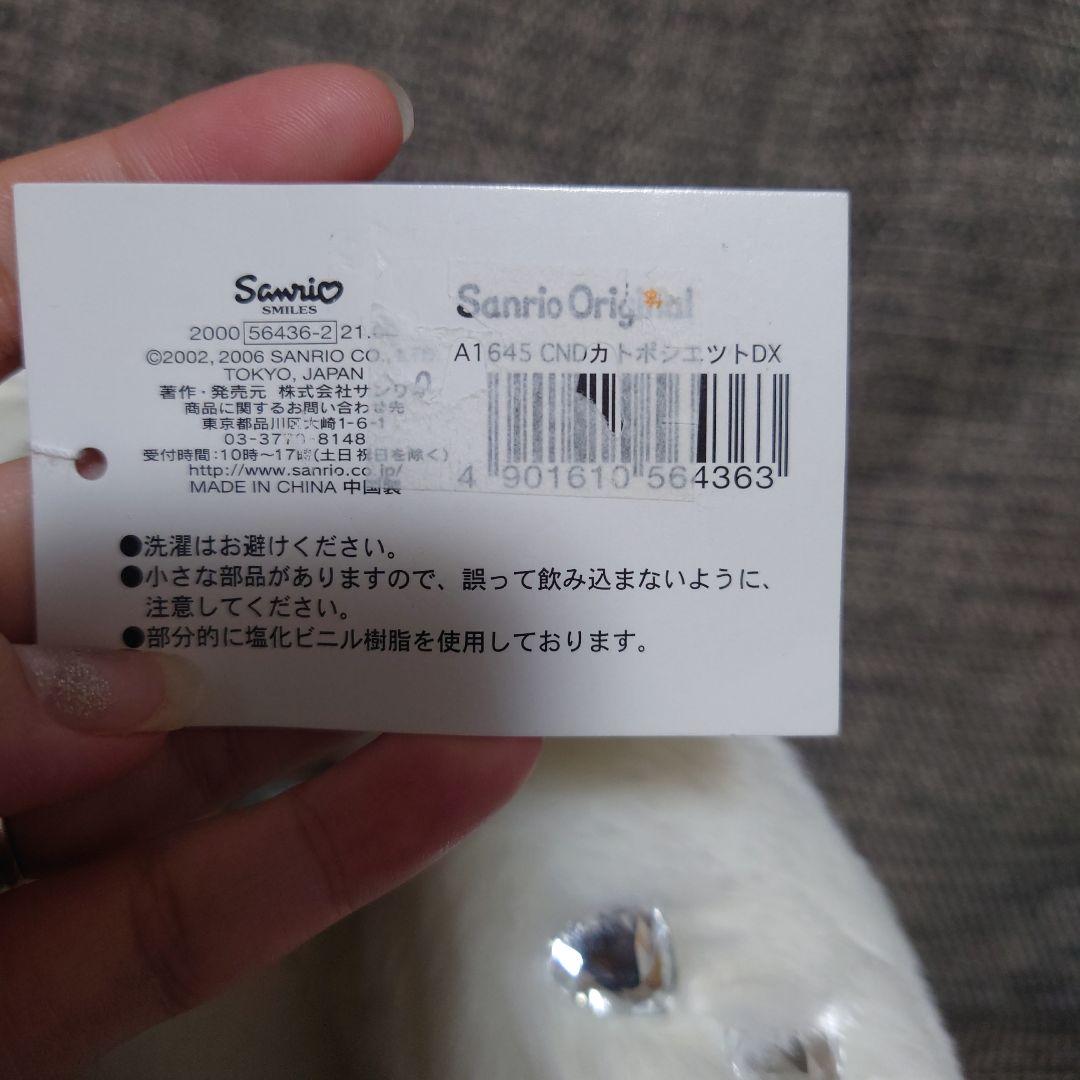 Sanrio
SMILES
2000 56436-2 21.
©2002, 2006 SANRIO CO., LTD.
TOKYO, JAPAN
著作・発売元 株式会社サンリオ
商品に関するお問い合わせ先
東京都品川区大崎1-6-1
03-3779-8148
受付時間:10時~17時(土日祝日を除く)
http://www.sanrio.co.jp/
MADE IN CHINA 中国製
Sanrio Original
A1645 CNDカトポシエツトDX
4 901610 564363
●洗濯はお避けください。
●小さな部品がありますので、誤って飲み込まないように、
注意してください。
●部分的に塩化ビニル樹脂を使用しております。